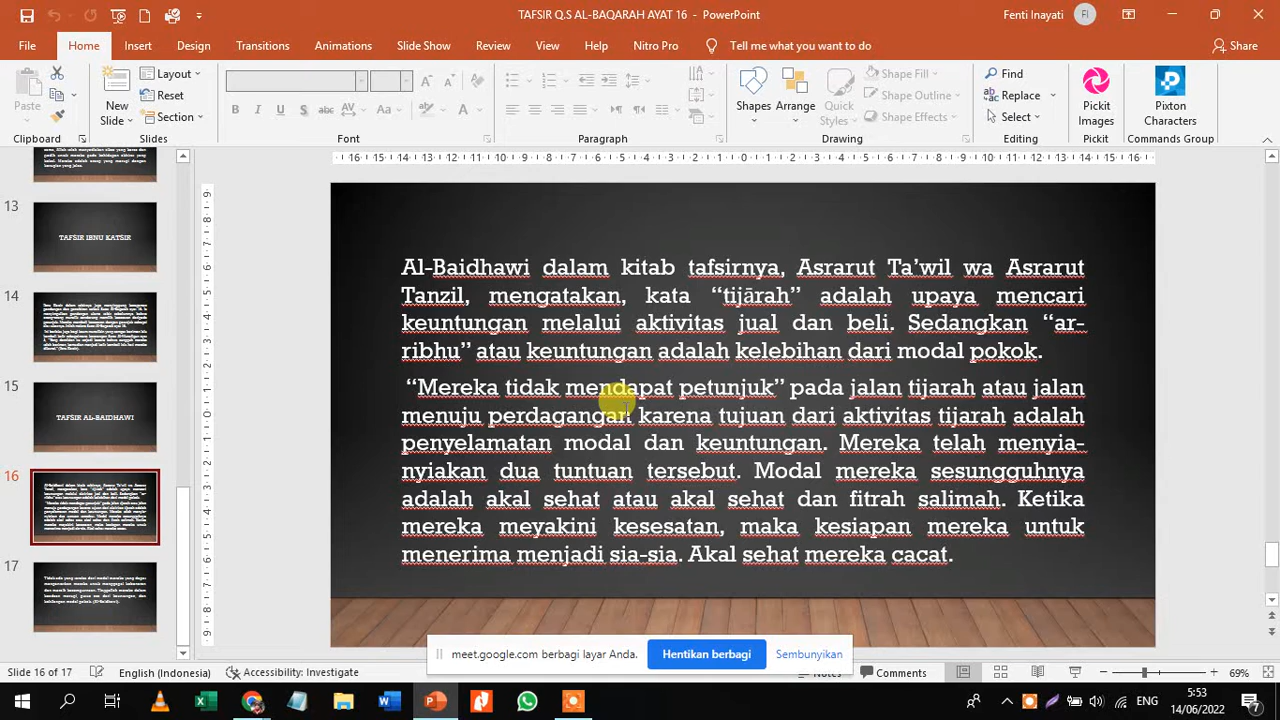 TAFSIR Q.S AL-BAQARAH AYAT 16 - PowerPoint
Fenti Inayati
FI
File Home Insert Design Transitions Animations Slide Show Review View Help Nitro Pro Tell me what you want to do Share
Paste
New Slide
Layout
Reset
Section
Shapes
Arrange
Quick Styles
Shape Fill
Shape Outline
Shape Effects
Find
Replace
Select
Pickit Images
Pixton Characters
Clipboard Slides Font Paragraph Drawing Editing Pickit Commands Group
13
TAFSIR IBNU KATSIR
14
15
TAFSIR AL-BAIDHAWI
16
17
Al-Baidhawi dalam kitab tafsirnya, Asrarut Ta’wil wa Asrarut
Tanzil, mengatakan, kata “tijārah” adalah upaya mencari
keuntungan melalui aktivitas jual dan beli. Sedangkan “ar-
ribhu” atau keuntungan adalah kelebihan dari modal pokok.
“Mereka tidak mendapat petunjuk” pada jalan tijarah atau jalan
menuju perdagangan karena tujuan dari aktivitas tijarah adalah
penyelamatan modal dan keuntungan. Mereka telah menyia-
nyiakan dua tuntuan tersebut. Modal mereka sesungguhnya
adalah akal sehat atau akal sehih dan fitrah salimah. Ketika
mereka meyakini kesesatan, maka kesiapan mereka untuk
menerima menjadi sia-sia. Akal sehat mereka cacat.
meet.google.com berbagi layar Anda. Hentikan berbagi Sembunyikan
Slide 16 of 17 English (Indonesia) Accessibility: Investigate Notes Comments 69%
ENG
5:53
14/06/2022
7